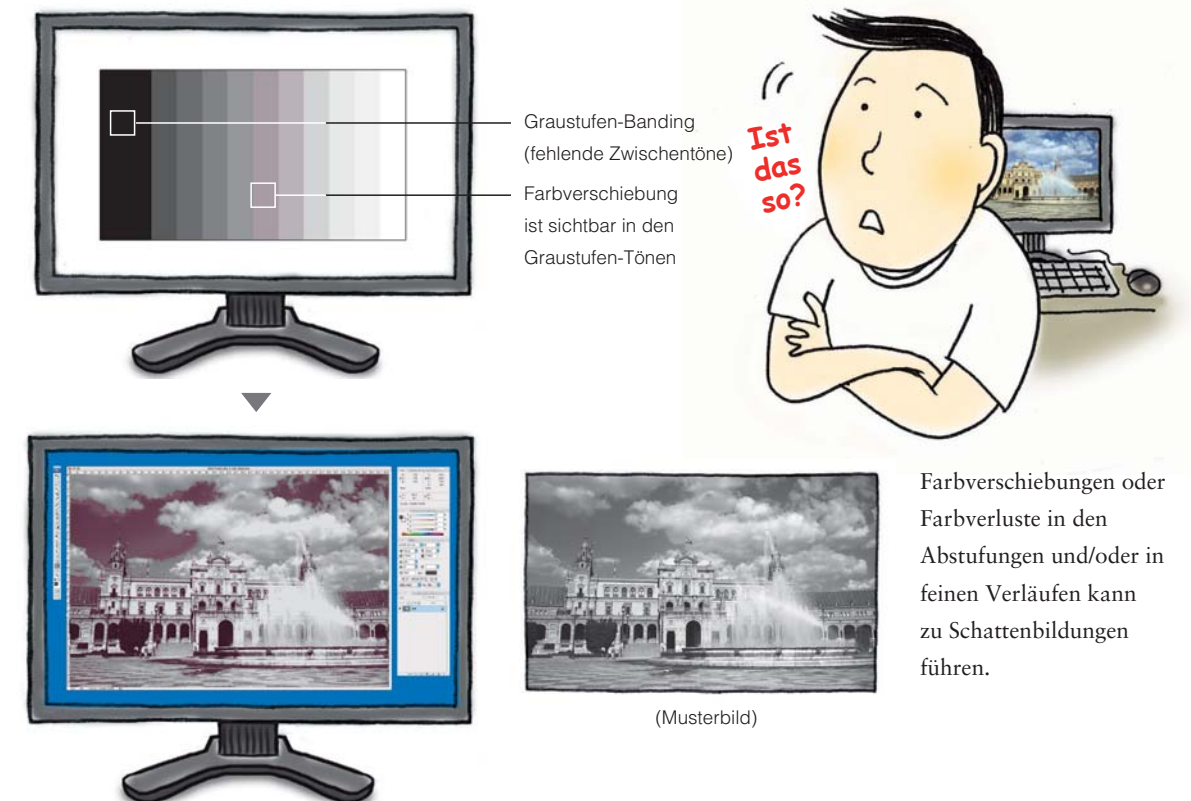 Graustufen-Banding
(fehlende Zwischentöne)
Farbverschiebung
ist sichtbar in den
Graustufen-Tönen
Ist
das
so?
(Musterbild)
Farbverschiebungen oder
Farbverluste in den
Abstufungen und/oder in
feinen Verläufen kann
zu Schattenbildungen
führen.